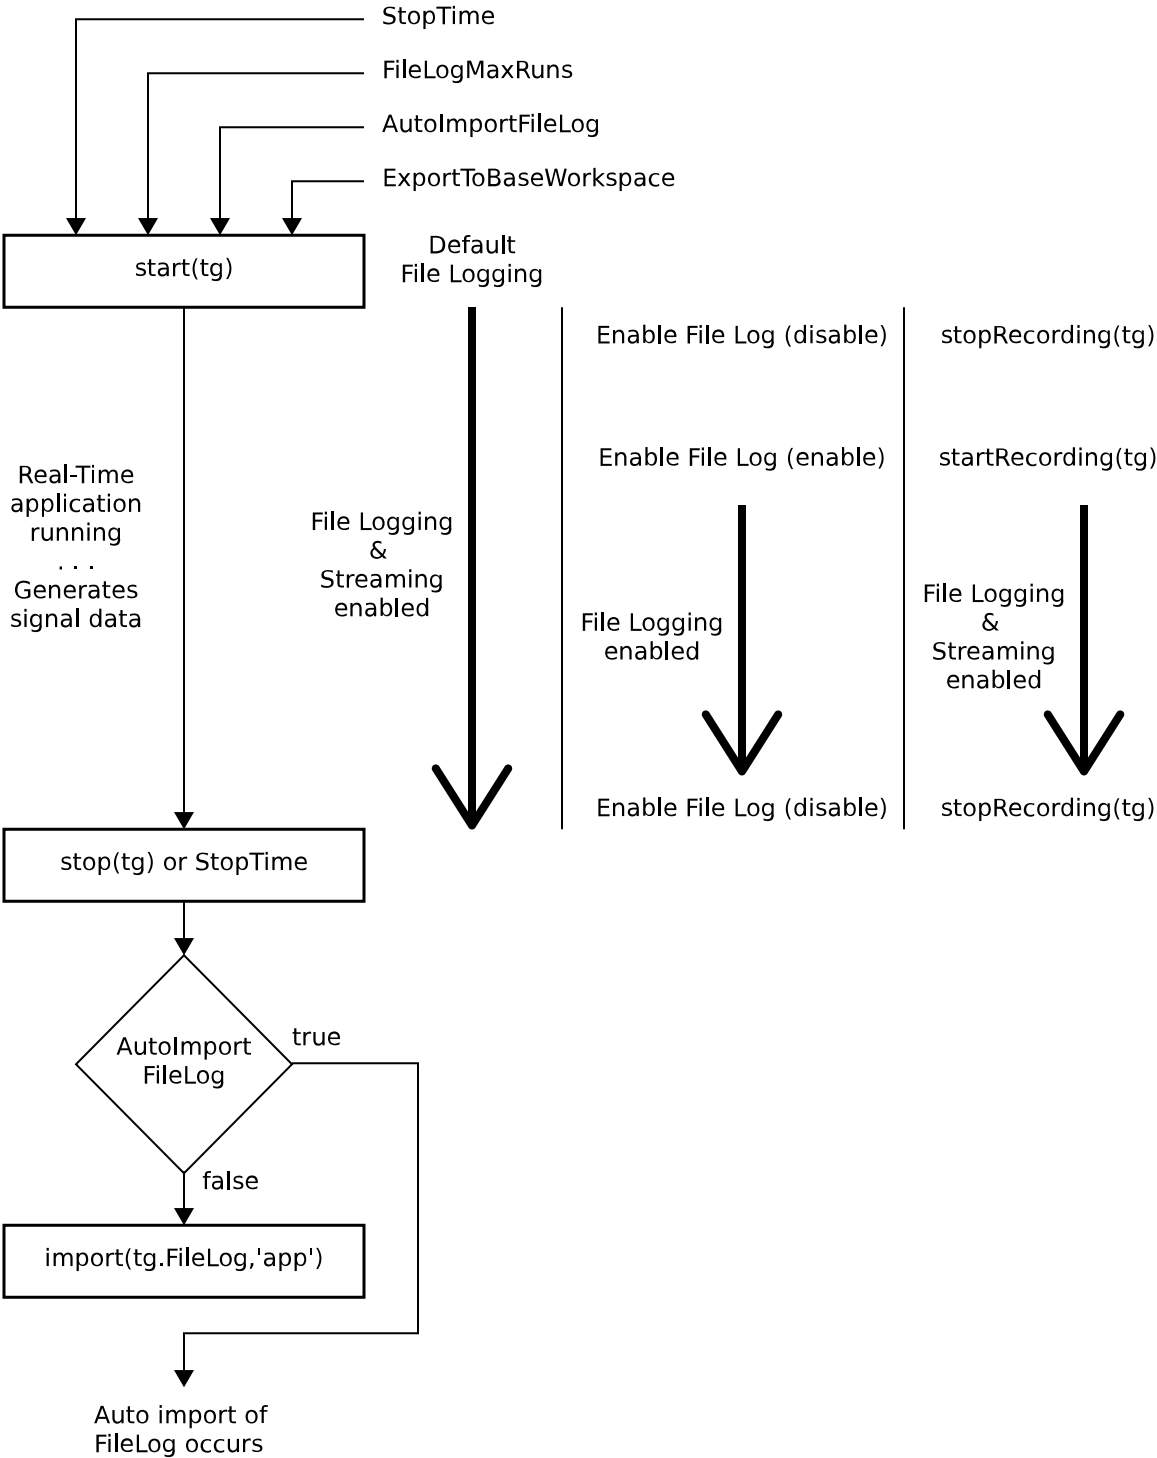 StopTime
FileLogMaxRuns
AutoImportFileLog
ExportToBaseWorkspace
start(tg)
Default
File Logging
Enable File Log (disable)
stopRecording(tg)
Enable File Log (enable)
startRecording(tg)
Real-Time
application
running
. . .
Generates
signal data
File Logging
&
Streaming
enabled
File Logging
enabled
File Logging
&
Streaming
enabled
Enable File Log (disable)
stopRecording(tg)
stop(tg) or StopTime
AutoImport
FileLog
true
false
import(tg.FileLog,'app')
Auto import of
FileLog occurs